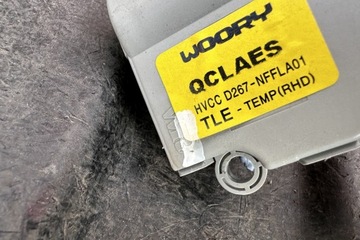 WOORY
QCLAES
HVCC D267-NFFLA01
TLE - TEMP(RHD)